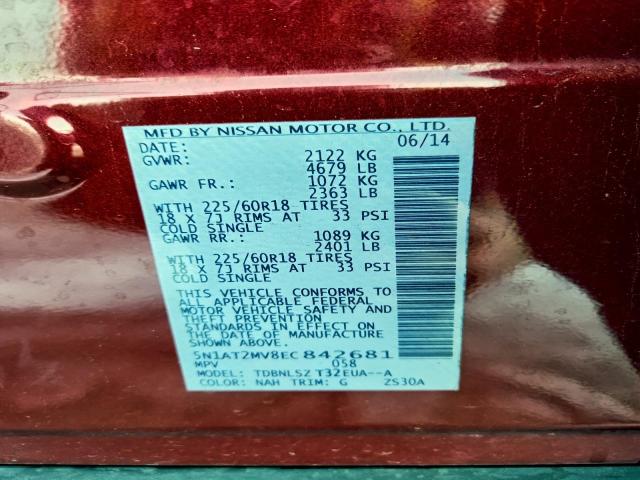 MFD BY NISSAN MOTOR CO., LTD.
DATE: 06/14
GVWR: 2122 KG
4679 LB
GAWR FR.: 1072 KG
2363 LB
WITH 225/60R18 TIRES
18 X 7J RIMS AT 33 PSI
COLD SINGLE
GAWR RR.: 1089 KG
2401 LB
WITH 225/60R18 TIRES
18 X 7J RIMS AT 33 PSI
COLD SINGLE
THIS VEHICLE CONFORMS TO
ALL APPLICABLE FEDERAL
MOTOR VEHICLE SAFETY AND
THEFT PREVENTION
STANDARDS IN EFFECT ON
THE DATE OF MANUFACTURE
SHOWN ABOVE.
5N1AT2MV8EC842681
MPV 058
MODEL: TDBNLSZ T32EUA--A
COLOR: NAH TRIM: G ZS30A